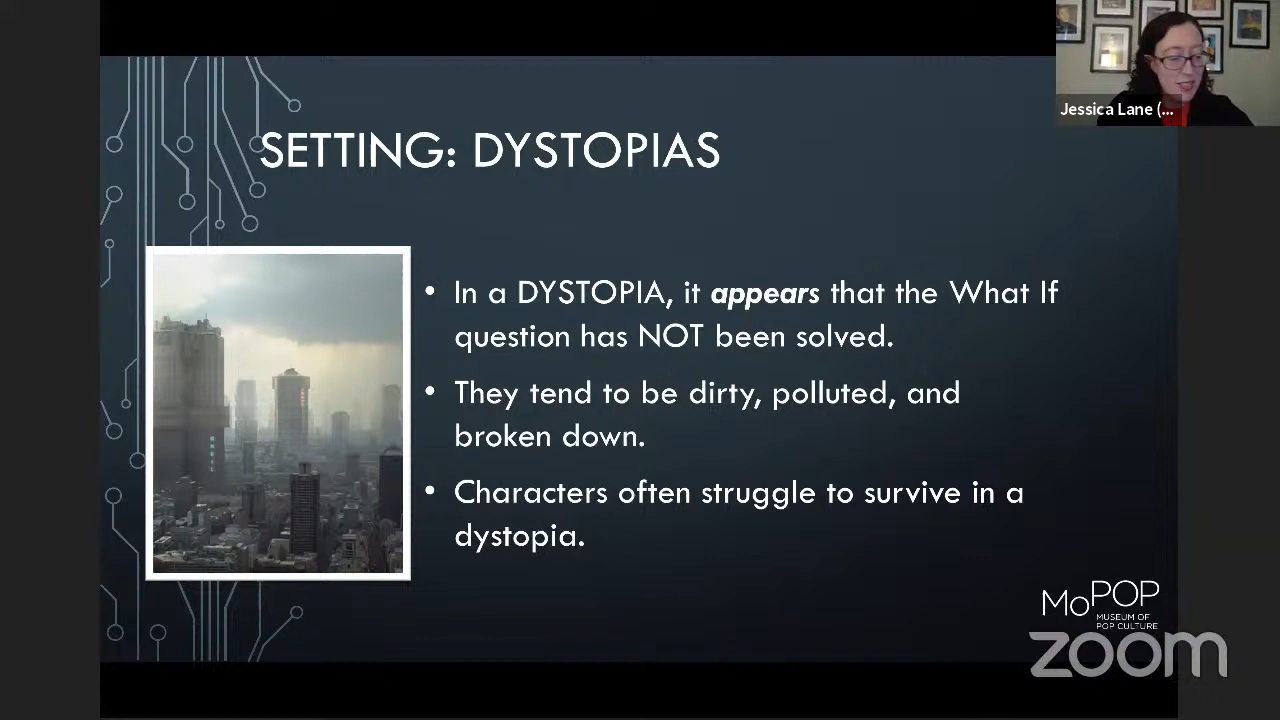 Jessica Lane (...
SETTING: DYSTOPIAS
• In a DYSTOPIA, it appears that the What If
question has NOT been solved.
• They tend to be dirty, polluted, and
broken down.
• Characters often struggle to survive in a
dystopia.
MoPOP
MUSEUM OF
POP CULTURE
zoom